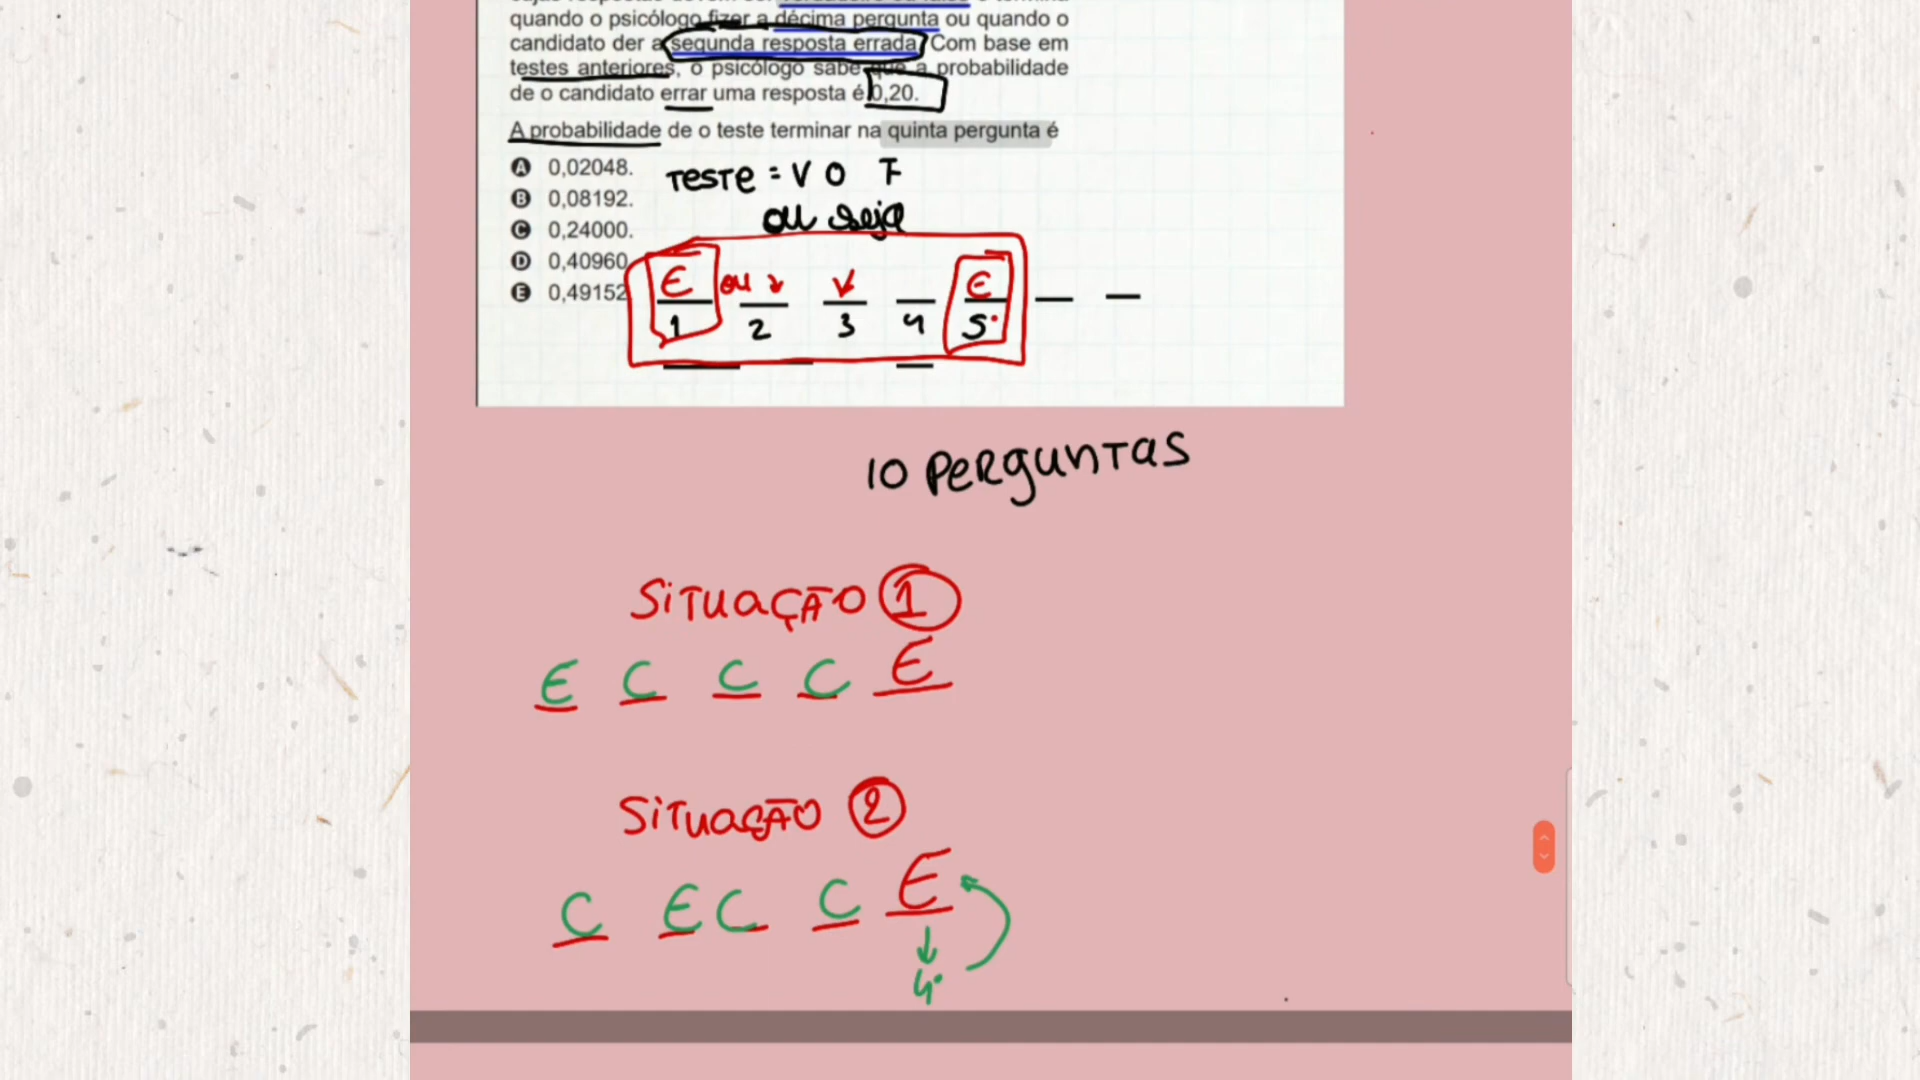 quando o psicólogo fizer a décima pergunta ou quando o
candidato der a segunda resposta errada. Com base em
testes anteriores, o psicólogo sabe que a probabilidade
de o candidato errar uma resposta é 0,20.
A probabilidade de o teste terminar na quinta pergunta é
A 0,02048.
B 0,08192.
C 0,24000.
D 0,40960
E 0,49152
TESTE = V O F
ou seja
E ou ↓ ✓ E
1 2 3 4 5
10 PERGUNTAS
SITUAÇÃO 1
E C C C E
SITUAÇÃO 2
C E C C E
4°